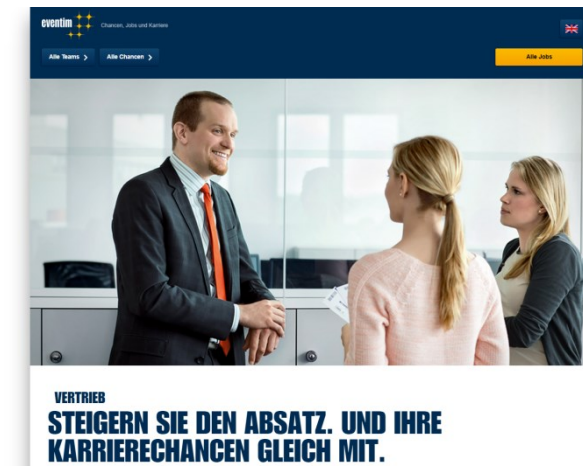 eventim
Chancen, Jobs und Karriere
Alle Teams
Alle Chancen
Alle Jobs
VERTRIEB
STEIGERN SIE DEN ABSATZ. UND IHRE
KARRIERECHANCEN GLEICH MIT.